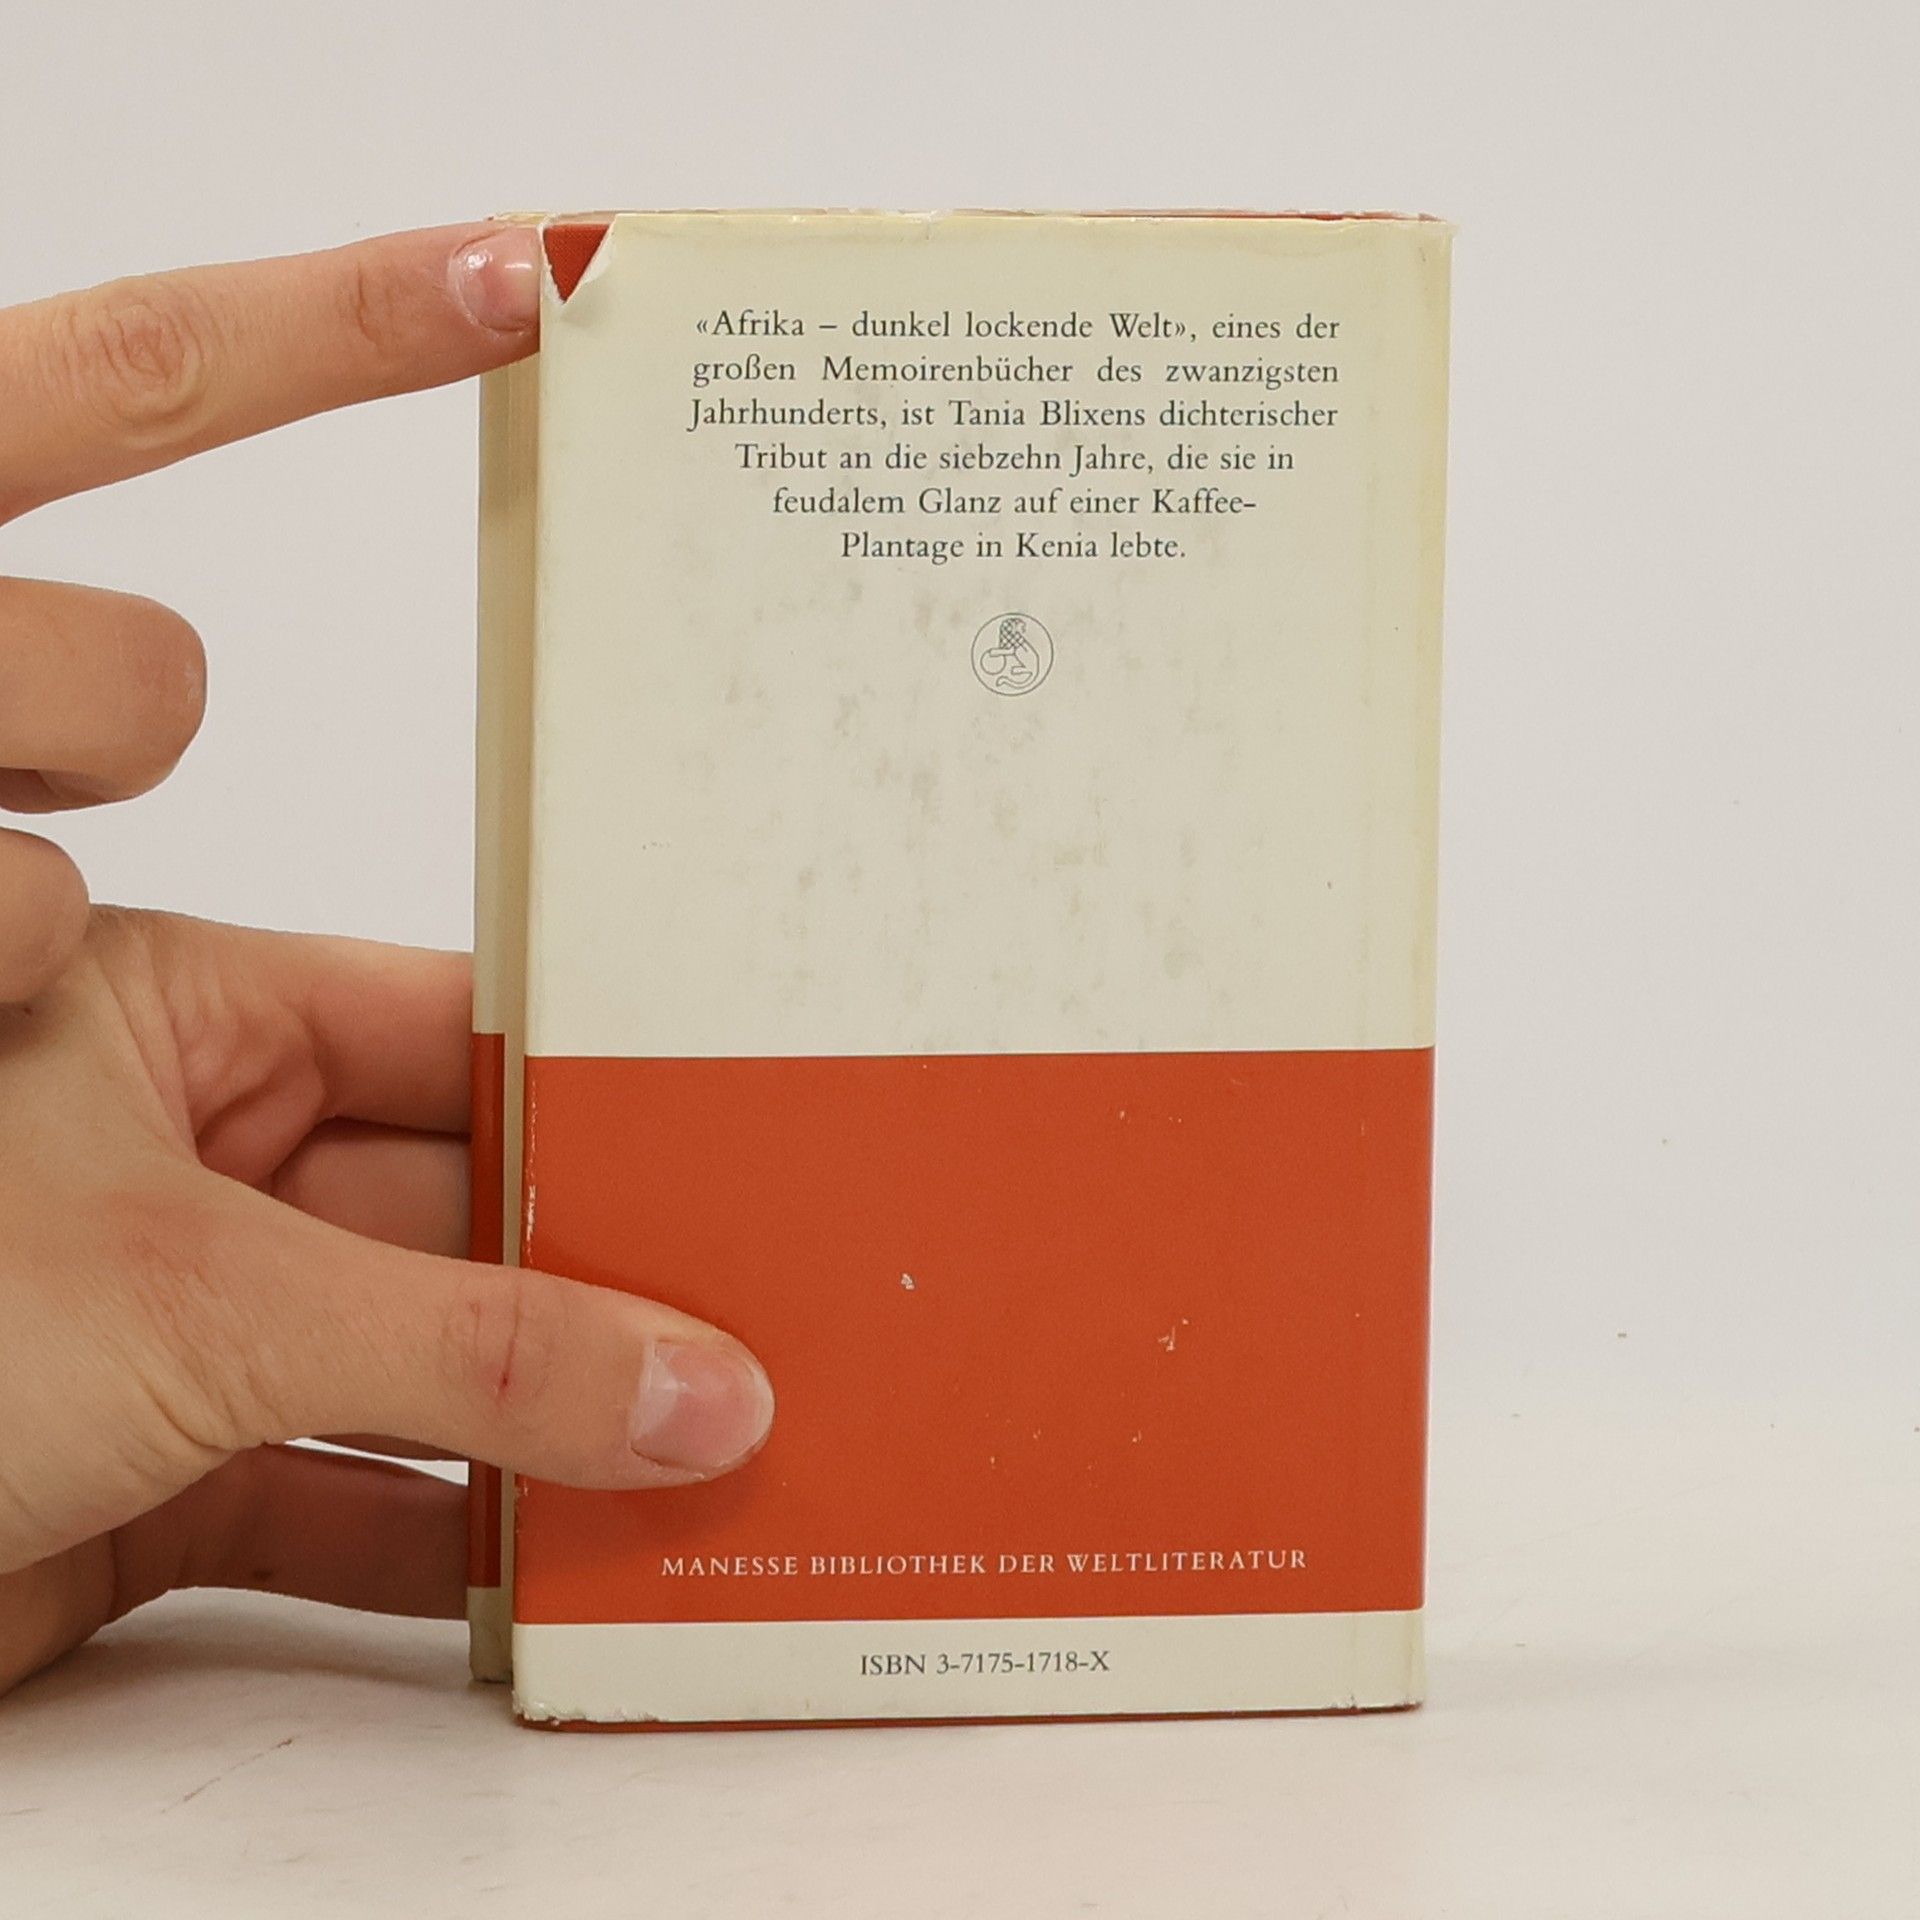 «Afrika – dunkel lockende Welt», eines der
großen Memoirenbücher des zwanzigsten
Jahrhunderts, ist Tania Blixens dichterischer
Tribut an die siebzehn Jahre, die sie in
feudalem Glanz auf einer Kaffee-
Plantage in Kenia lebte.
MANESSE BIBLIOTHEK DER WELTLITERATUR
ISBN 3-7175-1718-X